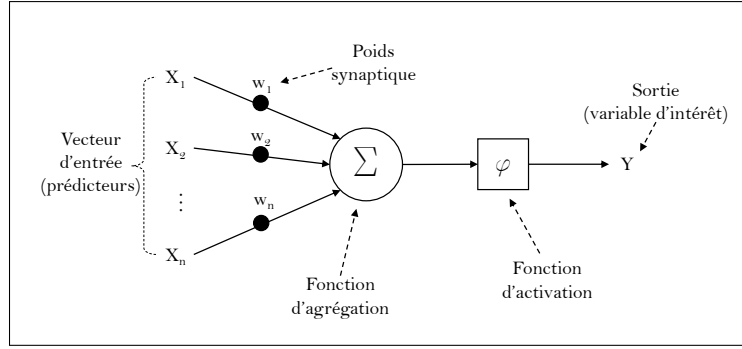 Poids
synaptique
X₁
w₁
Sortie
(variable d'intérêt)
Vecteur
d'entrée
(prédicteurs)
X₂
w₂
Σ
φ
Y
⋮
wₙ
Xₙ
Fonction
d'agrégation
Fonction
d'activation